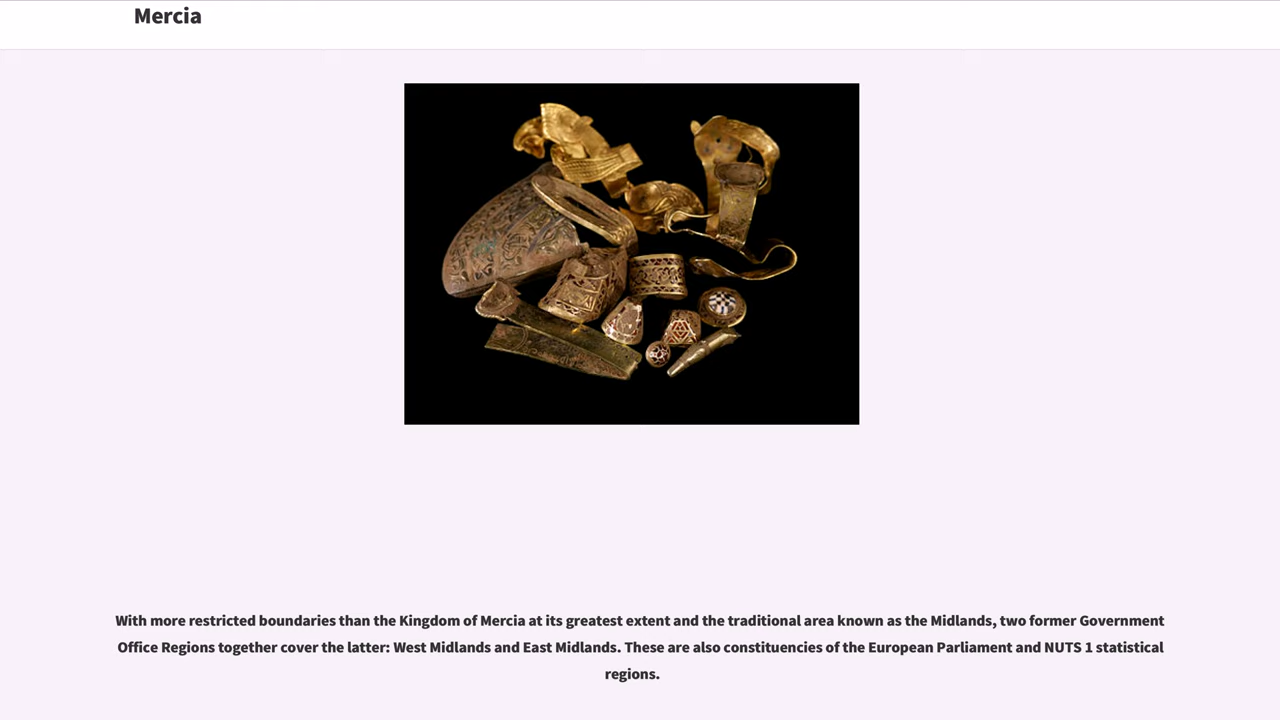 Mercia
With more restricted boundaries than the Kingdom of Mercia at its greatest extent and the traditional area known as the Midlands, two former Government
Office Regions together cover the latter: West Midlands and East Midlands. These are also constituencies of the European Parliament and NUTS 1 statistical
regions.